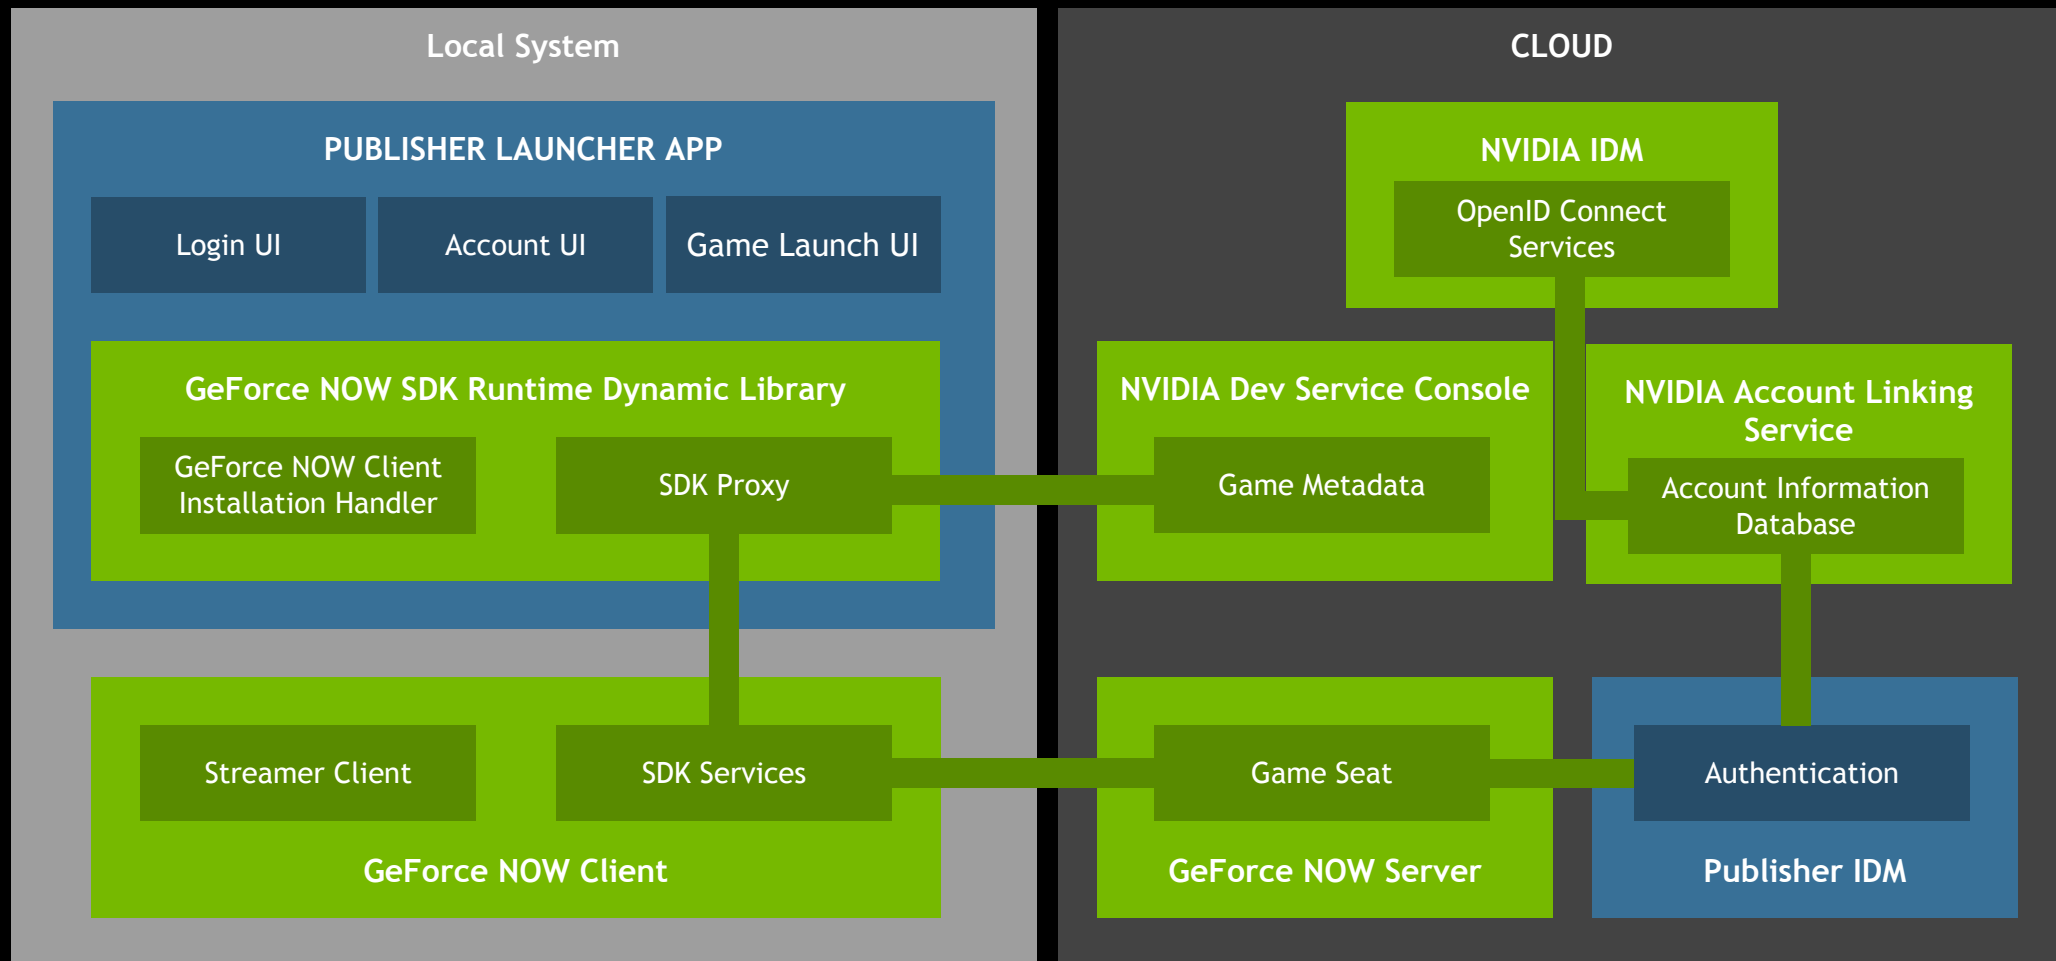 Local System
PUBLISHER LAUNCHER APP
Login UI
Account UI
Game Launch UI
GeForce NOW SDK Runtime Dynamic Library
GeForce NOW Client
Installation Handler
SDK Proxy
Streamer Client
SDK Services
GeForce NOW Client
CLOUD
NVIDIA IDM
OpenID Connect
Services
NVIDIA Dev Service Console
Game Metadata
NVIDIA Account Linking
Service
Account Information
Database
Game Seat
GeForce NOW Server
Authentication
Publisher IDM